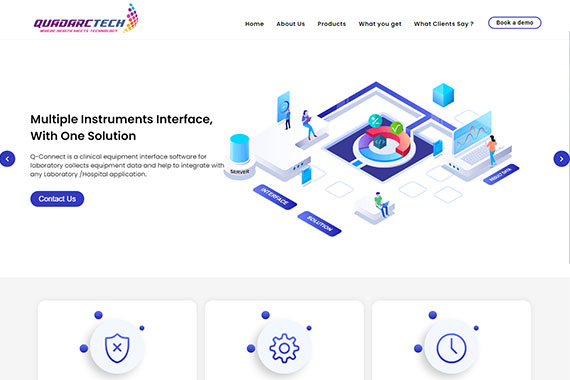 QUADARCTECH
WHERE HEALTH MEETS TECHNOLOGY
Home About Us Products What you get What Clients Say ? Book a demo
Multiple Instruments Interface,
With One Solution
Q-Connect is a clinical equipment interface software for
laboratory collects equipment data and help to integrate with
any Laboratory /Hospital application.
Contact Us
SERVER
INTERFACE
SOLUTION
RESULT DATA